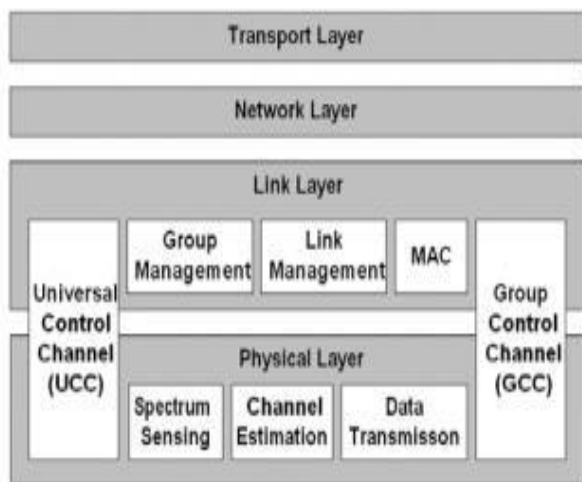 Transport Layer
Network Layer
Link Layer
Group
Management
Link
Management
MAC
Universal
Control
Channel
(UCC)
Group
Control
Channel
(GCC)
Physical Layer
Spectrum
Sensing
Channel
Estimation
Data
Transmisson